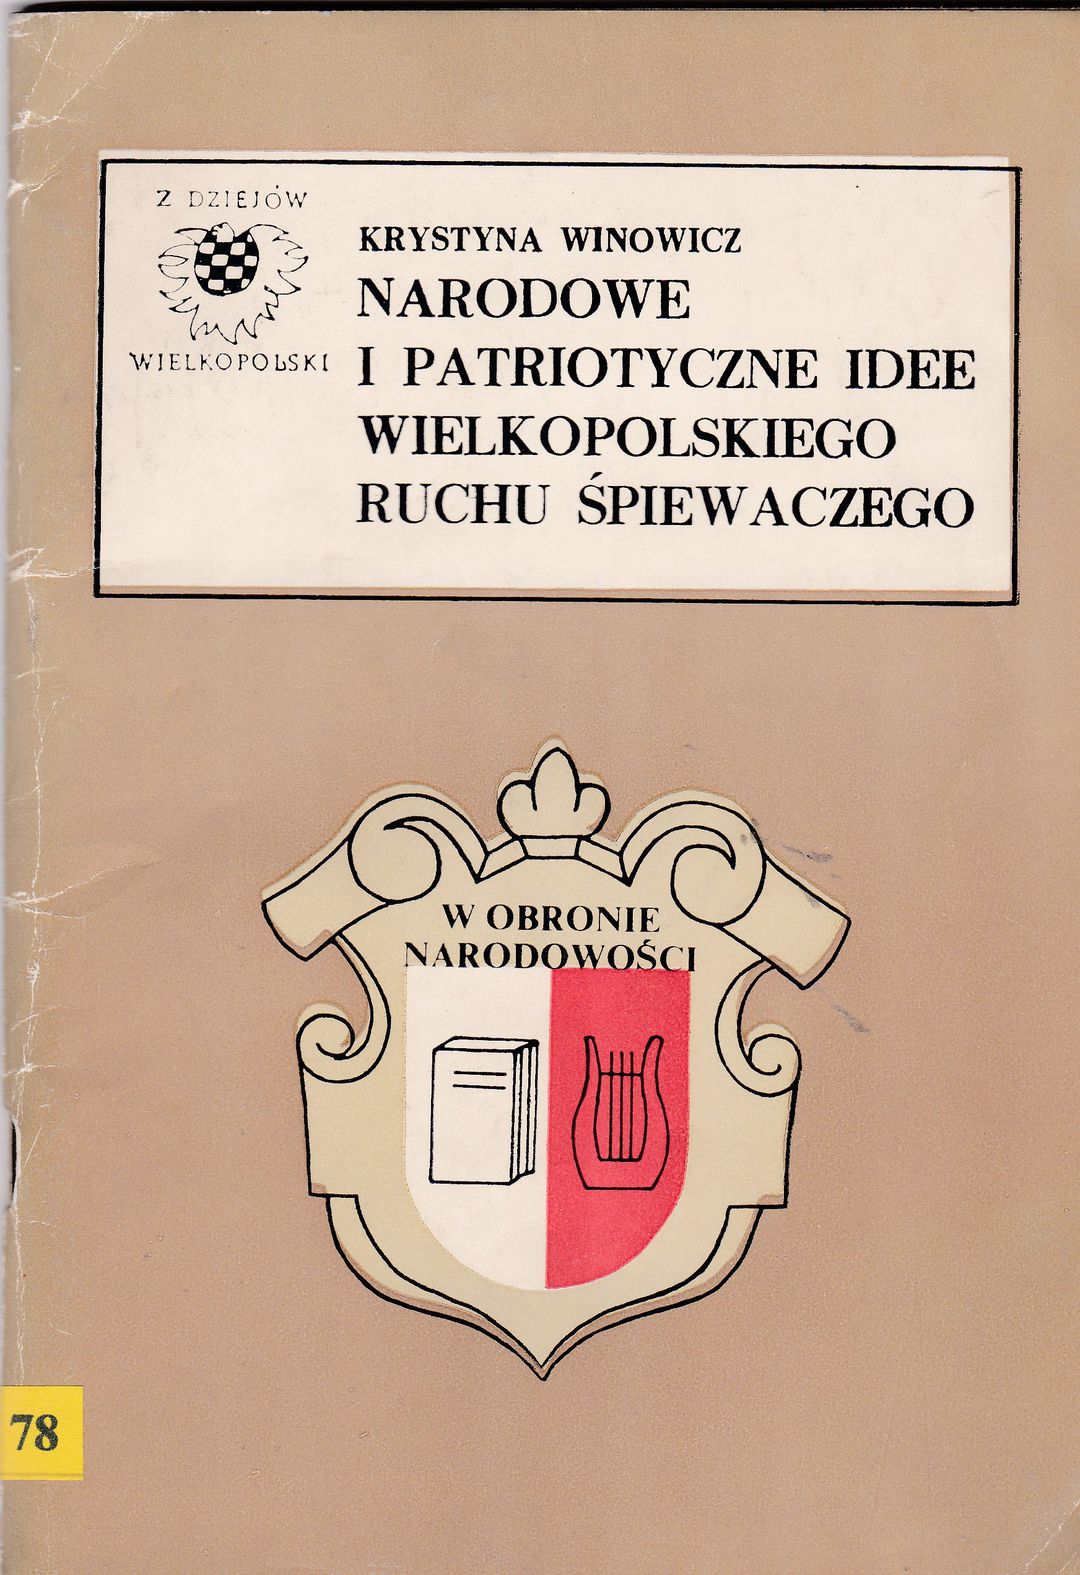 Z DZIEJÓW
WIELKOPOLSKI
KRYSTYNA WINOWICZ
NARODOWE
I PATRIOTYCZNE IDEE
WIELKOPOLSKIEGO
RUCHU ŚPIEWACZEGO
W OBRONIE
NARODOWOŚCI
78